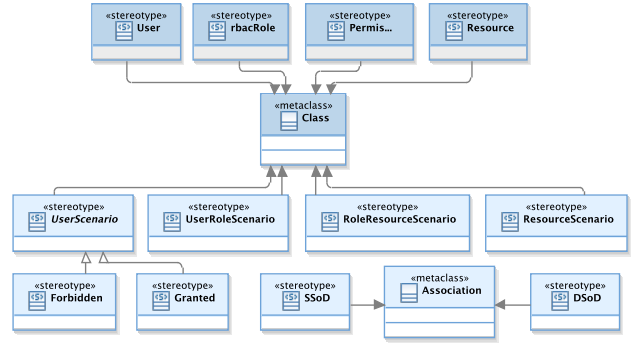 «stereotype»
User
«stereotype»
rbacRole
«stereotype»
Permis...
«stereotype»
Resource
«metaclass»
Class
«stereotype»
UserScenario
«stereotype»
UserRoleScenario
«stereotype»
RoleResourceScenario
«stereotype»
ResourceScenario
«stereotype»
Forbidden
«stereotype»
Granted
«stereotype»
SSoD
«metaclass»
Association
«stereotype»
DSoD